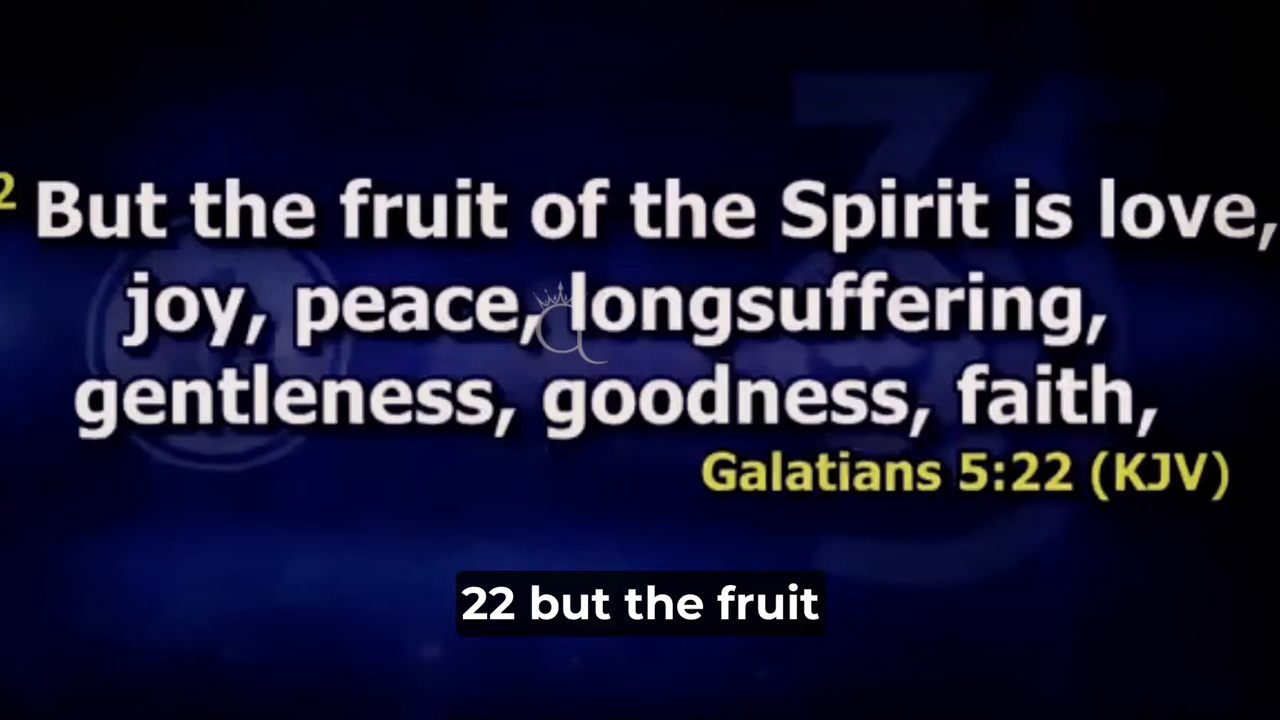 2 But the fruit of the Spirit is love,
joy, peace, longsuffering,
gentleness, goodness, faith,
Galatians 5:22 (KJV)
22 but the fruit